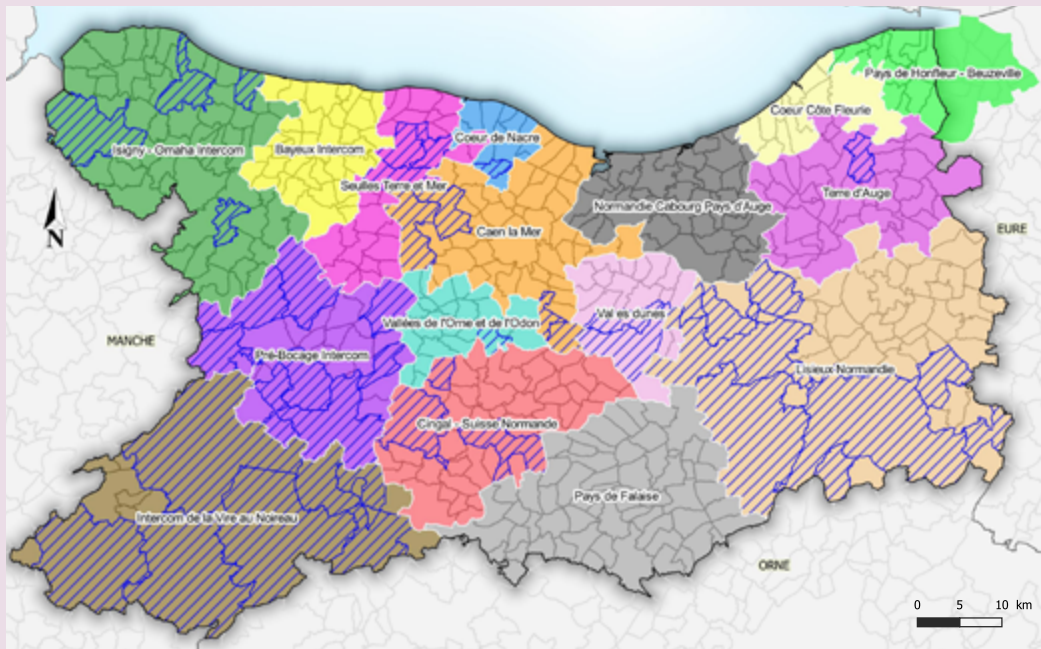 Pays de Honfleur - Beuzeville
Coeur Côte Fleurie
Coeur de Nacre
Isigny - Omaha Intercom
Bayeux Intercom
Seulles Terre et Mer
Terre d'Auge
Normandie Cabourg Pays d'Auge
Caen la Mer
EURE
N
Val es dunes
Vallées de l'Orne et de l'Odon
MANCHE
Pré-Bocage Intercom
Lisieux Normandie
Cingal - Suisse Normande
Pays de Falaise
Intercom de la Vire au Noireau
ORNE
0 5 10 km